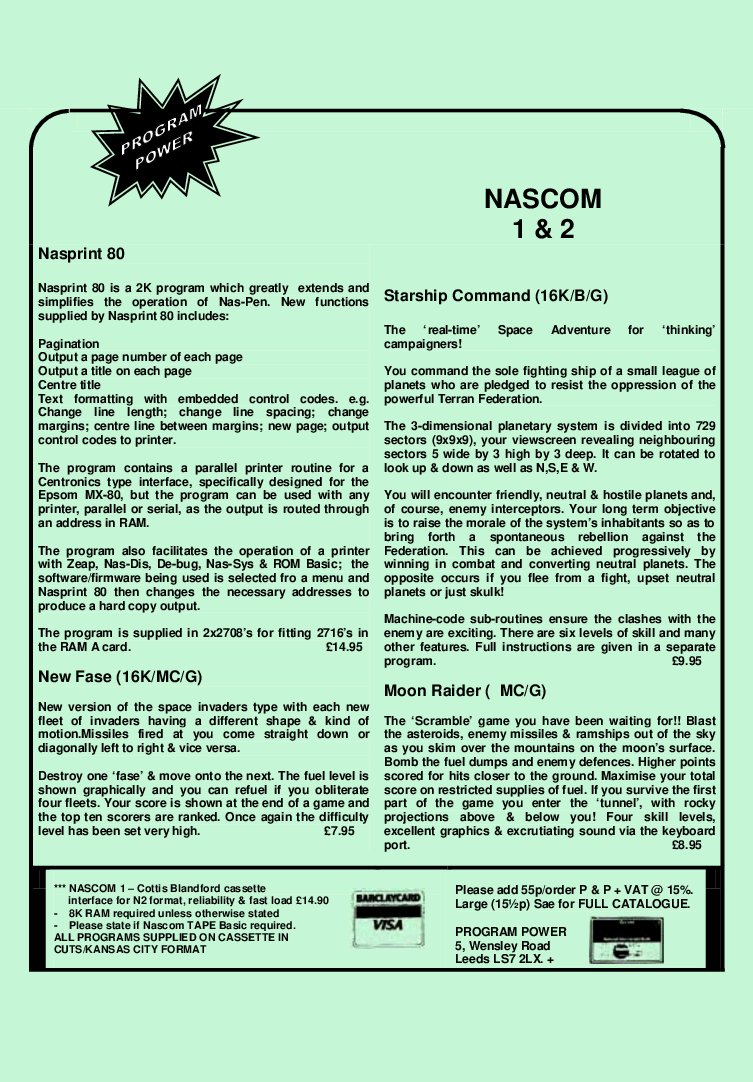 PROGRAM
POWER
NASCOM
1 & 2
Nasprint 80
Nasprint 80 is a 2K program which greatly extends and
simplifies the operation of Nas-Pen. New functions
supplied by Nasprint 80 includes:
Pagination
Output a page number of each page
Output a title on each page
Centre title
Text formatting with embedded control codes. e.g.
Change line length; change line spacing; change
margins; centre line between margins; new page; output
control codes to printer.
The program contains a parallel printer routine for a
Centronics type interface, specifically designed for the
Epsom MX-80, but the program can be used with any
printer, parallel or serial, as the output is routed through
an address in RAM.
The program also facilitates the operation of a printer
with Zeap, Nas-Dis, De-bug, Nas-Sys & ROM Basic; the
software/firmware being used is selected fro a menu and
Nasprint 80 then changes the necessary addresses to
produce a hard copy output.
The program is supplied in 2x2708's for fitting 2716's in
the RAM A card. £14.95
New Fase (16K/MC/G)
New version of the space invaders type with each new
fleet of invaders having a different shape & kind of
motion.Missiles fired at you come straight down or
diagonally left to right & vice versa.
Destroy one 'fase' & move onto the next. The fuel level is
shown graphically and you can refuel if you obliterate
four fleets. Your score is shown at the end of a game and
the top ten scorers are ranked. Once again the difficulty
level has been set very high. £7.95
Starship Command (16K/B/G)
The 'real-time' Space Adventure for 'thinking'
campaigners!
You command the sole fighting ship of a small league of
planets who are pledged to resist the oppression of the
powerful Terran Federation.
The 3-dimensional planetary system is divided into 729
sectors (9x9x9), your viewscreen revealing neighbouring
sectors 5 wide by 3 high by 3 deep. It can be rotated to
look up & down as well as N,S,E & W.
You will encounter friendly, neutral & hostile planets and,
of course, enemy interceptors. Your long term objective
is to raise the morale of the system's inhabitants so as to
bring forth a spontaneous rebellion against the
Federation. This can be achieved progressively by
winning in combat and converting neutral planets. The
opposite occurs if you flee from a fight, upset neutral
planets or just skulk!
Machine-code sub-routines ensure the clashes with the
enemy are exciting. There are six levels of skill and many
other features. Full instructions are given in a separate
program. £9.95
Moon Raider ( MC/G)
The 'Scramble' game you have been waiting for!! Blast
the asteroids, enemy missiles & ramships out of the sky
as you skim over the mountains on the moon's surface.
Bomb the fuel dumps and enemy defences. Higher points
scored for hits closer to the ground. Maximise your total
score on restricted supplies of fuel. If you survive the first
part of the game you enter the 'tunnel', with rocky
projections above & below you! Four skill levels,
excellent graphics & excrutiating sound via the keyboard
port. £8.95
*** NASCOM 1 – Cottis Blandford cassette
interface for N2 format, reliability & fast load £14.90
- 8K RAM required unless otherwise stated
- Please state if Nascom TAPE Basic required.
ALL PROGRAMS SUPPLIED ON CASSETTE IN
CUTS/KANSAS CITY FORMAT
BARCLAYCARD
VISA
Please add 55p/order P & P + VAT @ 15%.
Large (15½p) Sae for FULL CATALOGUE.
PROGRAM POWER
5, Wensley Road
Leeds LS7 2LX. +